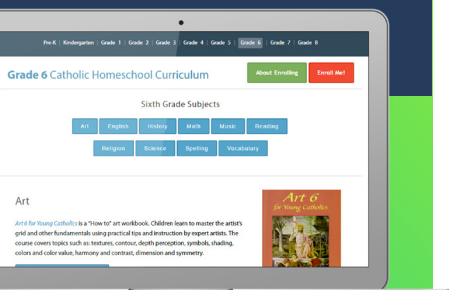 Pre-K | Kindergarten | Grade 1 | Grade 2 | Grade 3 | Grade 4 | Grade 5 | Grade 6 | Grade 7 | Grade 8
Grade 6 Catholic Homeschool Curriculum
About Enrolling Enroll Me!
Sixth Grade Subjects
Art English History Math Music Reading
Religion Science Spelling Vocabulary
Art
Art 6 for Young Catholics is a "How to" art workbook. Children learn to master the artist's
grid and other fundamentals using practical tips and instruction by expert artists. The
course covers topics such as: textures, contour, depth perception, symbols, shading,
colors and color value, harmony and contrast, dimension and symmetry.
Art 6
for Young Catholics